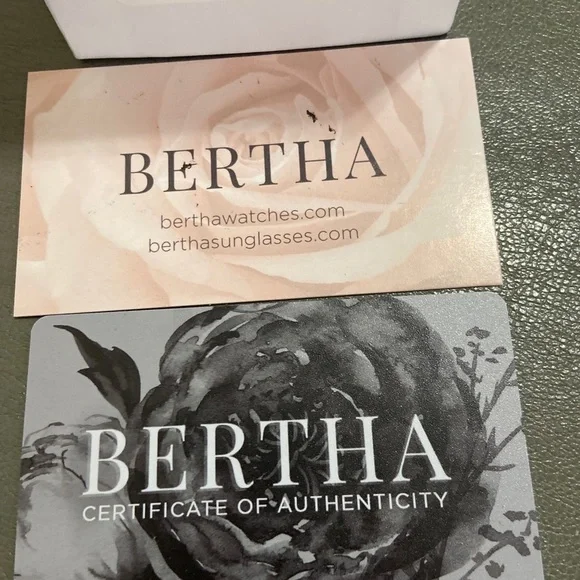 BERTHA
berthawatches.com
berthasunglasses.com
BERTHA
CERTIFICATE OF AUTHENTICITY